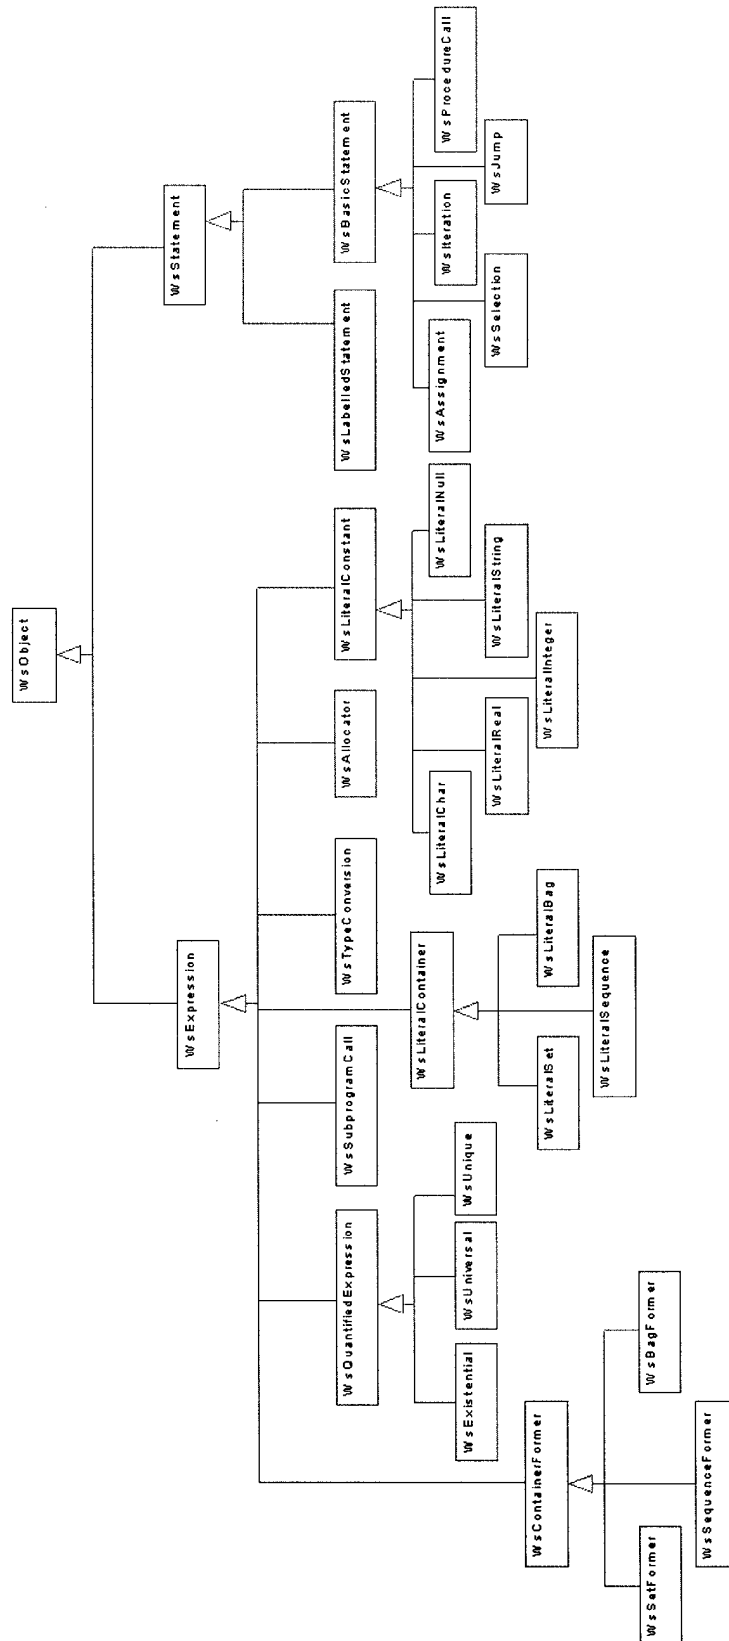 WsObject
WsExpression
WsStatement
WsQuantifiedExpression
WsSubprogramCall
WsTypeConversion
WsAllocator
WsLiteralConstant
WsLabelledStatement
WsBasicStatement
WsLiteralContainer
WsExistential
WsUniversal
WsUnique
WsLiteralChar
WsLiteralReal
WsLiteralInteger
WsLiteralString
WsLiteralNull
WsAssignment
WsSelection
WsIteration
WsJump
WsProcedureCall
WsContainerFormer
WsLiteralSet
WsLiteralSequence
WsLiteralBag
WsSetFormer
WsSequenceFormer
WsBagFormer